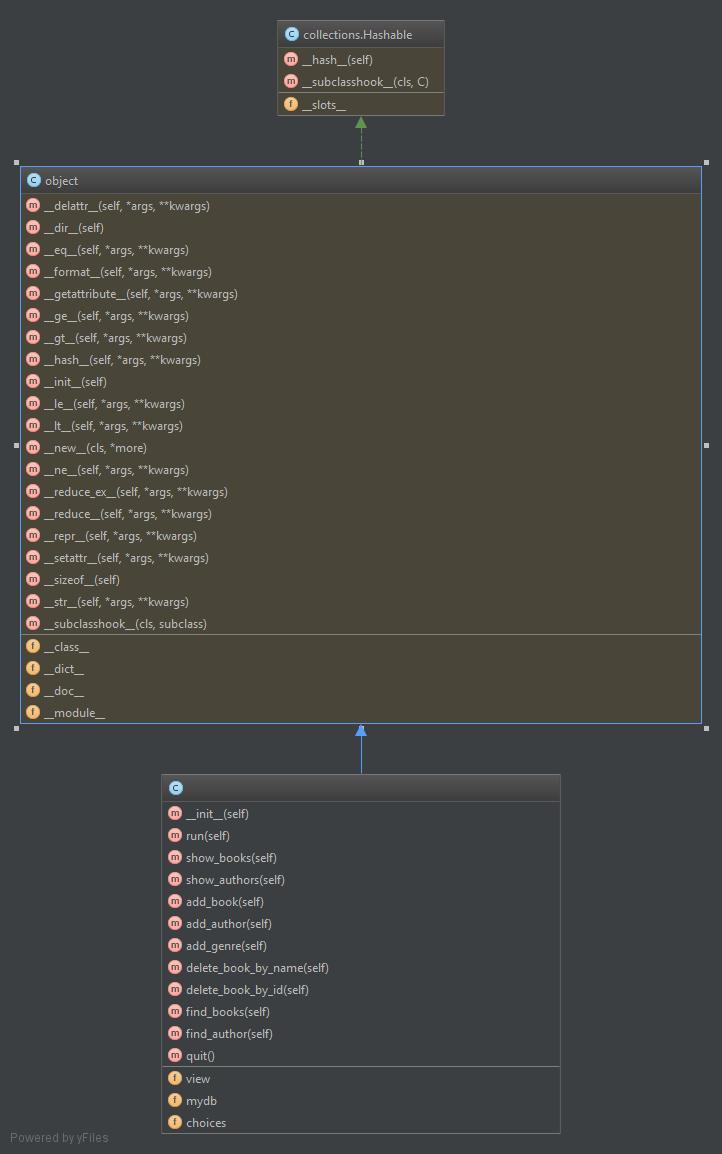 C collections.Hashable
m __hash__(self)
m __subclasshook__(cls, C)
f __slots__
C object
m __delattr__(self, *args, **kwargs)
m __dir__(self)
m __eq__(self, *args, **kwargs)
m __format__(self, *args, **kwargs)
m __getattribute__(self, *args, **kwargs)
m __ge__(self, *args, **kwargs)
m __gt__(self, *args, **kwargs)
m __hash__(self, *args, **kwargs)
m __init__(self)
m __le__(self, *args, **kwargs)
m __lt__(self, *args, **kwargs)
m __new__(cls, *more)
m __ne__(self, *args, **kwargs)
m __reduce_ex__(self, *args, **kwargs)
m __reduce__(self, *args, **kwargs)
m __repr__(self, *args, **kwargs)
m __setattr__(self, *args, **kwargs)
m __sizeof__(self)
m __str__(self, *args, **kwargs)
m __subclasshook__(cls, subclass)
f __class__
f __dict__
f __doc__
f __module__
C
m __init__(self)
m run(self)
m show_books(self)
m show_authors(self)
m add_book(self)
m add_author(self)
m add_genre(self)
m delete_book_by_name(self)
m delete_book_by_id(self)
m find_books(self)
m find_author(self)
m quit()
f view
f mydb
f choices
Powered by yFiles